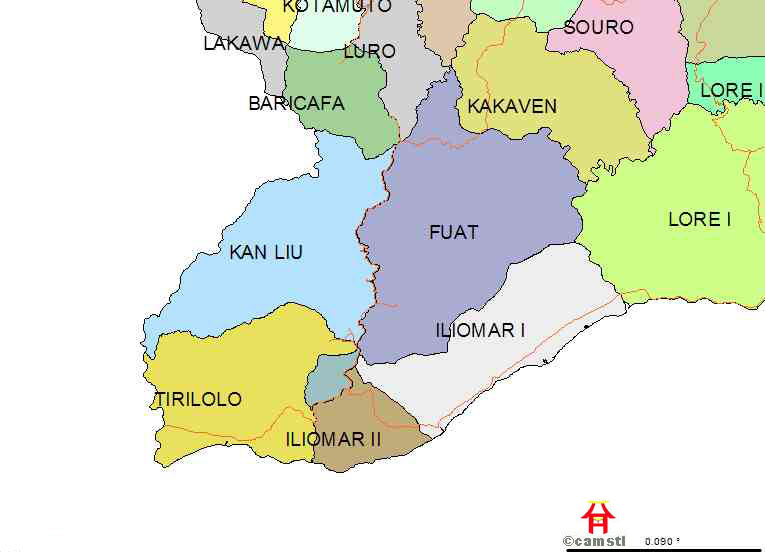 KOTAMUTO
SOURO
LAKAWA
LURO
LORE I
BARICAFA
KAKAVEN
LORE I
FUAT
KAN LIU
ILIOMAR I
TIRILOLO
ILIOMAR II
©camstl 0.090 °